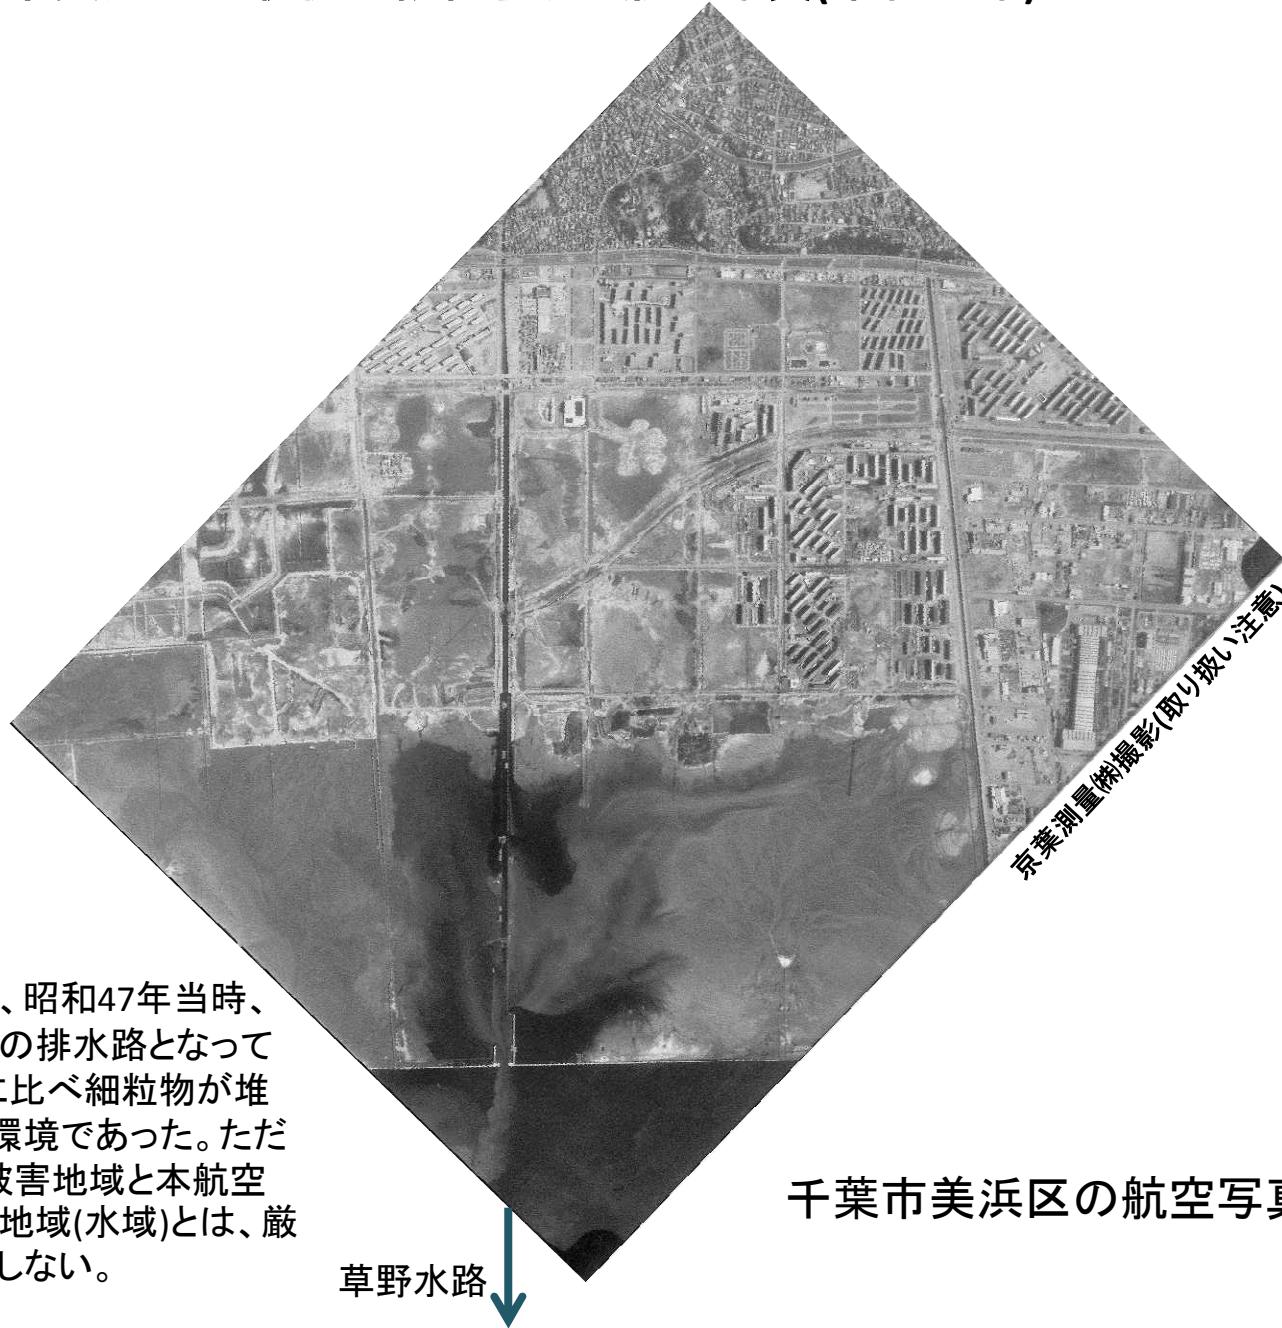 京葉測量㈱撮影(取り扱い注意)
、昭和47年当時、
の排水路となって
に比べ細粒物が堆
環境であった。ただ
被害地域と本航空
地域(水域)とは、厳
しない。
千葉市美浜区の航空写真
草野水路